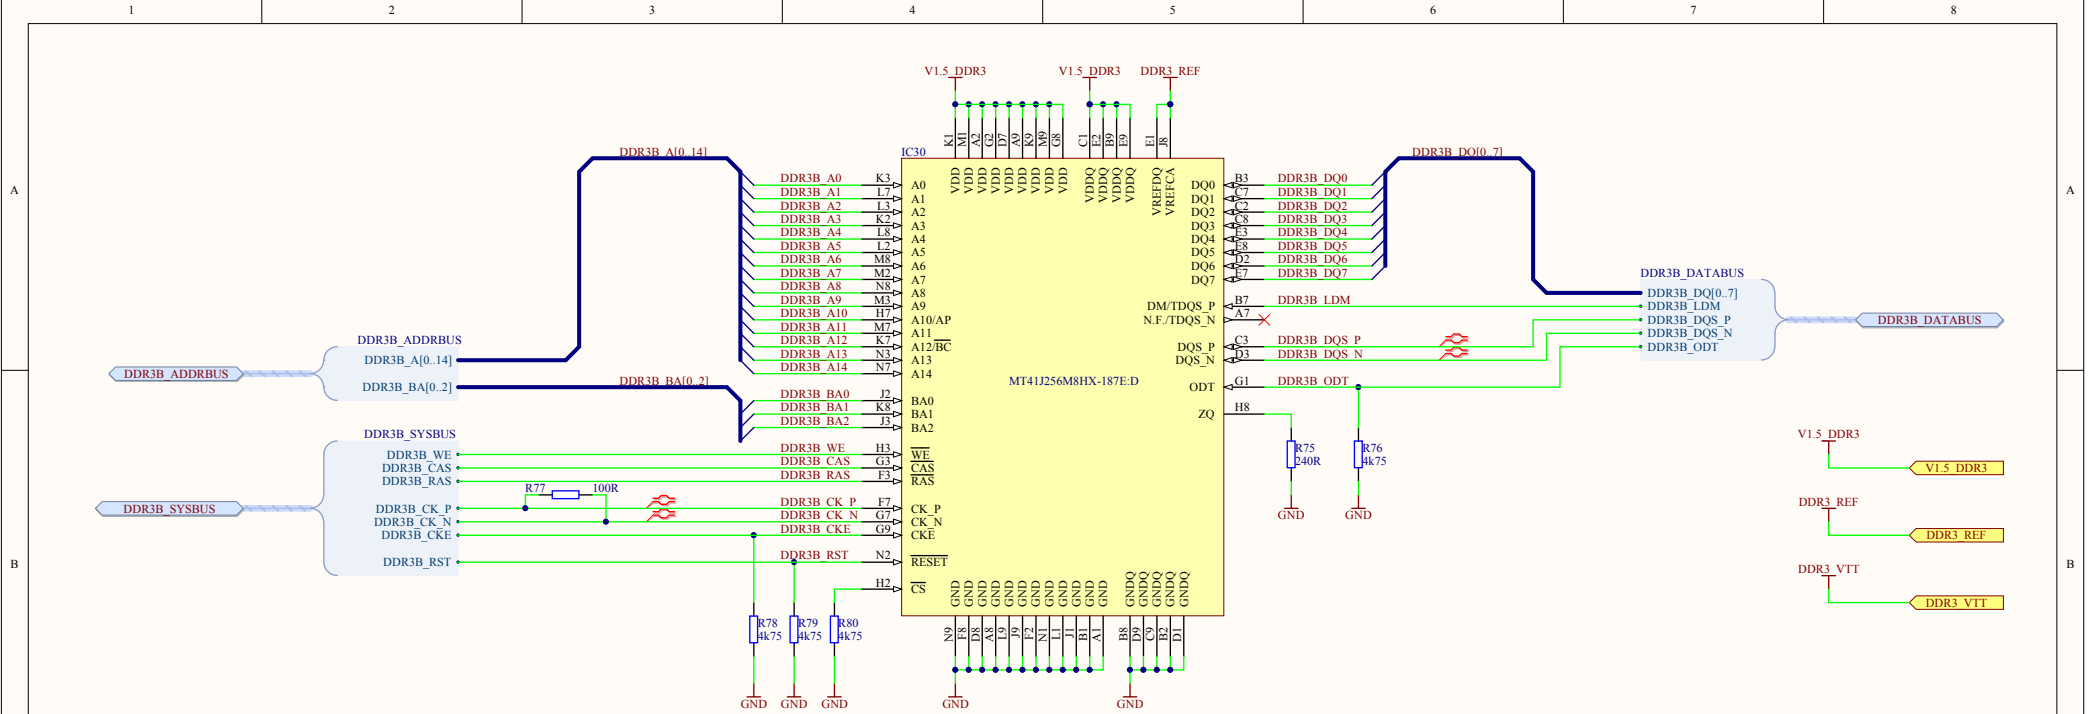 1 2 3 4 5 6 7 8
A A
B B
V1.5_DDR3 V1.5_DDR3 DDR3_REF
K1 M1 A2 G2 D7 A9 K9 M9 G8 C1 E2 B9 E9 E1 J8
IC30
VDD VDD VDD VDD VDD VDD VDD VDD VDD VDDQ VDDQ VDDQ VDDQ VREFDQ VREFCA
DDR3B_A[0..14]
DDR3B_A0 K3 A0
DDR3B_A1 L7 A1
DDR3B_A2 L3 A2
DDR3B_A3 K2 A3
DDR3B_A4 L8 A4
DDR3B_A5 L2 A5
DDR3B_A6 M8 A6
DDR3B_A7 M2 A7
DDR3B_A8 N8 A8
DDR3B_A9 M3 A9
DDR3B_A10 H7 A10/AP
DDR3B_A11 M7 A11
DDR3B_A12 K7 A12/BC
DDR3B_A13 N3 A13
DDR3B_A14 N7 A14
DDR3B_ADDRBUS
DDR3B_A[0..14]
DDR3B_BA[0..2]
DDR3B_ADDRBUS
DDR3B_BA[0..2]
DDR3B_BA0 J2 BA0
DDR3B_BA1 K8 BA1
DDR3B_BA2 J3 BA2
DDR3B_SYSBUS
DDR3B_WE DDR3B_WE H3 WE
DDR3B_CAS DDR3B_CAS G3 CAS
DDR3B_RAS DDR3B_RAS F3 RAS
R77 100R
DDR3B_SYSBUS
DDR3B_CK_P DDR3B_CK_P F7 CK_P
DDR3B_CK_N DDR3B_CK_N G7 CK_N
DDR3B_CKE DDR3B_CKE G9 CKE
DDR3B_RST DDR3B_RST N2 RESET
H2 CS
R78 4k75
R79 4k75
R80 4k75
GND GND GND
MT41J256M8HX-187E:D
GND GND GND GND GND GND GND GND GND GND GND GND GNDQ GNDQ GNDQ GNDQ GNDQ
N9 F8 D8 A8 L9 J9 F2 N1 L1 J1 B1 A1 B8 D9 C9 B2 D1
GND GND
DDR3B_DQ[0..7]
DQ0 B3 DDR3B_DQ0
DQ1 C7 DDR3B_DQ1
DQ2 C2 DDR3B_DQ2
DQ3 C8 DDR3B_DQ3
DQ4 E3 DDR3B_DQ4
DQ5 E8 DDR3B_DQ5
DQ6 D2 DDR3B_DQ6
DQ7 E7 DDR3B_DQ7
DM/TDQS_P B7 DDR3B_LDM
N.F./TDQS_N A7
DQS_P C3 DDR3B_DQS_P
DQS_N D3 DDR3B_DQS_N
ODT G1 DDR3B_ODT
ZQ H8
R75 240R
R76 4k75
GND GND
DDR3B_DATABUS
DDR3B_DQ[0..7]
DDR3B_LDM
DDR3B_DQS_P
DDR3B_DQS_N
DDR3B_ODT
DDR3B_DATABUS
V1.5_DDR3
V1.5_DDR3
DDR3_REF
DDR3_REF
DDR3_VTT
DDR3_VTT